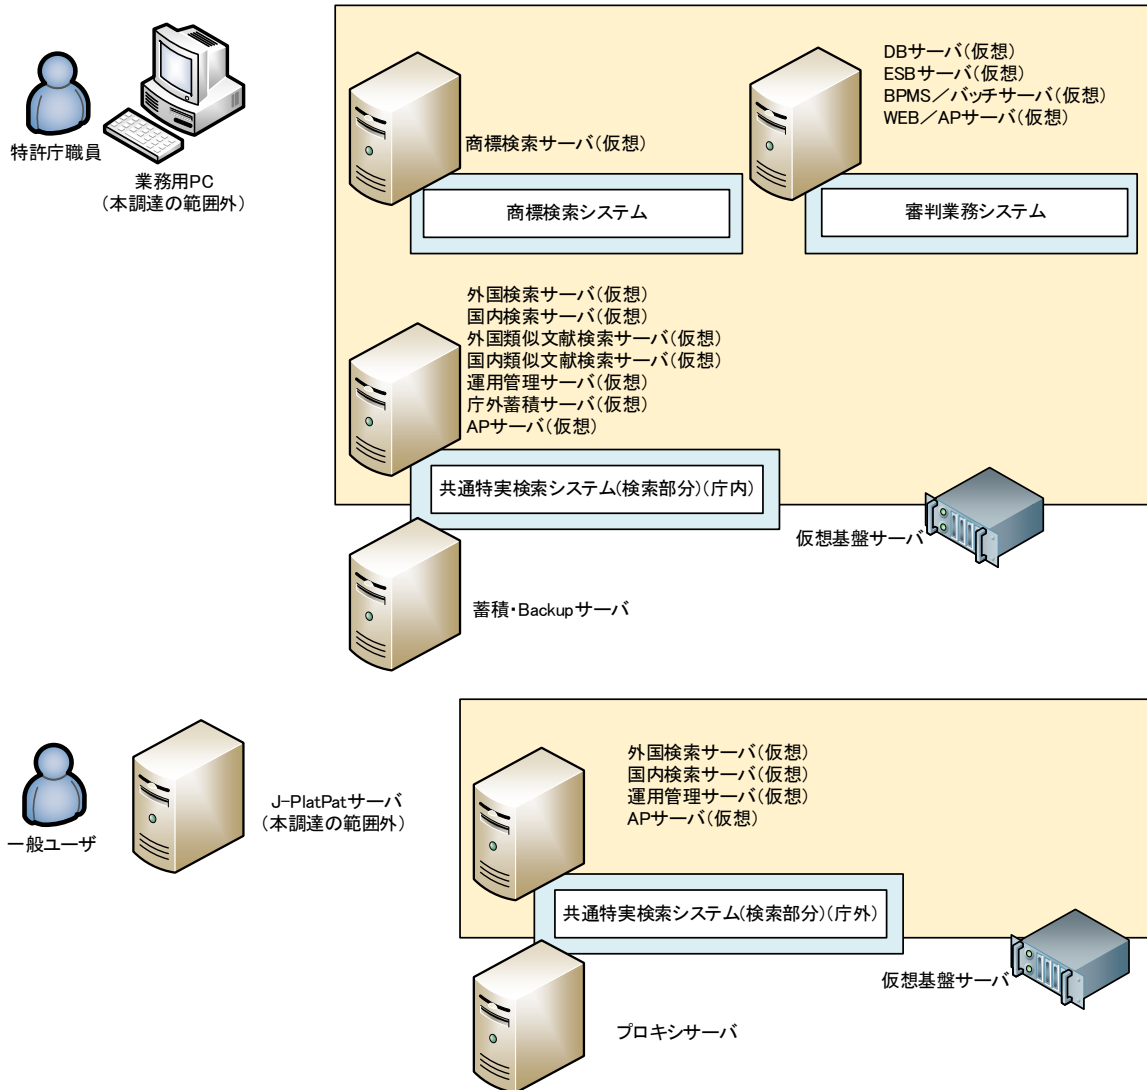 特許庁職員
業務用PC
（本調達の範囲外）
商標検索サーバ（仮想）
商標検索システム
DBサーバ（仮想）
ESBサーバ（仮想）
BPMS／バッチサーバ（仮想）
WEB／APサーバ（仮想）
審判業務システム
外国検索サーバ（仮想）
国内検索サーバ（仮想）
外国類似文献検索サーバ（仮想）
国内類似文献検索サーバ（仮想）
運用管理サーバ（仮想）
庁外蓄積サーバ（仮想）
APサーバ（仮想）
共通特実検索システム(検索部分)(庁内)
仮想基盤サーバ
蓄積・Backupサーバ
一般ユーザ
J-PlatPatサーバ
（本調達の範囲外）
外国検索サーバ（仮想）
国内検索サーバ（仮想）
運用管理サーバ（仮想）
APサーバ（仮想）
共通特実検索システム(検索部分)(庁外)
仮想基盤サーバ
プロキシサーバ